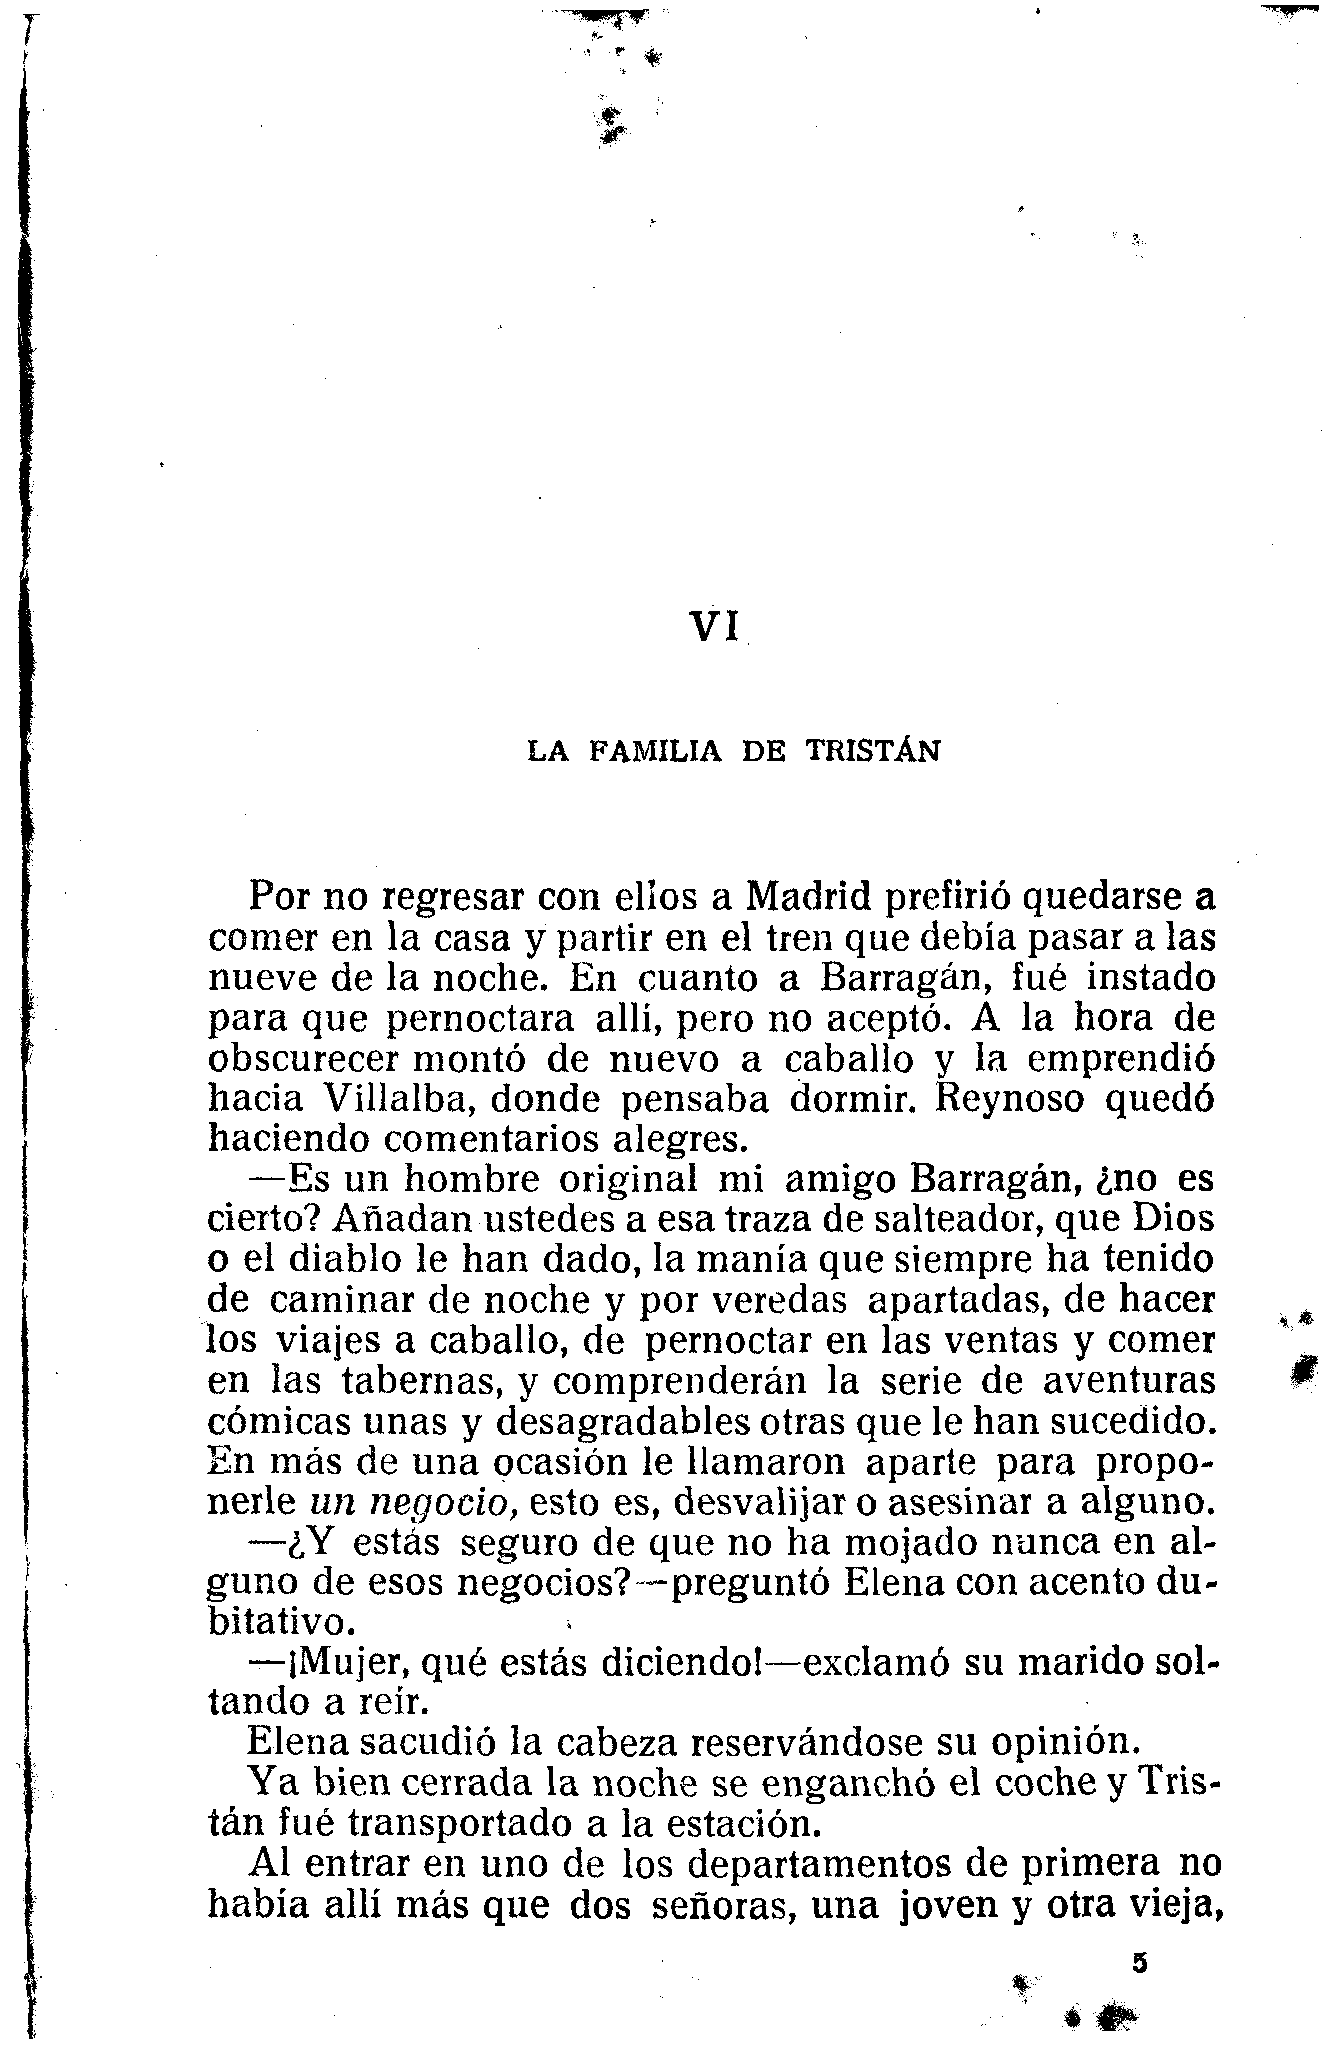 VI
LA FAMILIA DE TRISTÁN
Por no regresar con ellos a Madrid prefirió quedarse a
comer en la casa y partir en el tren que debía pasar a las
nueve de la noche. En cuanto a Barragán, fué instado
para que pernoctara allí, pero no aceptó. A la hora de
obscurecer montó de nuevo a caballo y la emprendió
hacia Villalba, donde pensaba dormir. Reynoso quedó
haciendo comentarios alegres.
—Es un hombre original mi amigo Barragán, ¿no es
cierto? Añadan ustedes a esa traza de salteador, que Dios
o el diablo le han dado, la manía que siempre ha tenido
de caminar de noche y por veredas apartadas, de hacer
los viajes a caballo, de pernoctar en las ventas y comer
en las tabernas, y comprenderán la serie de aventuras
cómicas unas y desagradables otras que le han sucedido.
En más de una ocasión le llamaron aparte para propo-
nerle un negocio, esto es, desvalijar o asesinar a alguno.
—¿Y estás seguro de que no ha mojado nunca en al-
guno de esos negocios?—preguntó Elena con acento du-
bitativo.
—¡Mujer, qué estás diciendo!—exclamó su marido sol-
tando a reír.
Elena sacudió la cabeza reservándose su opinión.
Ya bien cerrada la noche se enganchó el coche y Tris-
tán fué transportado a la estación.
Al entrar en uno de los departamentos de primera no
había allí más que dos señoras, una joven y otra vieja,
5